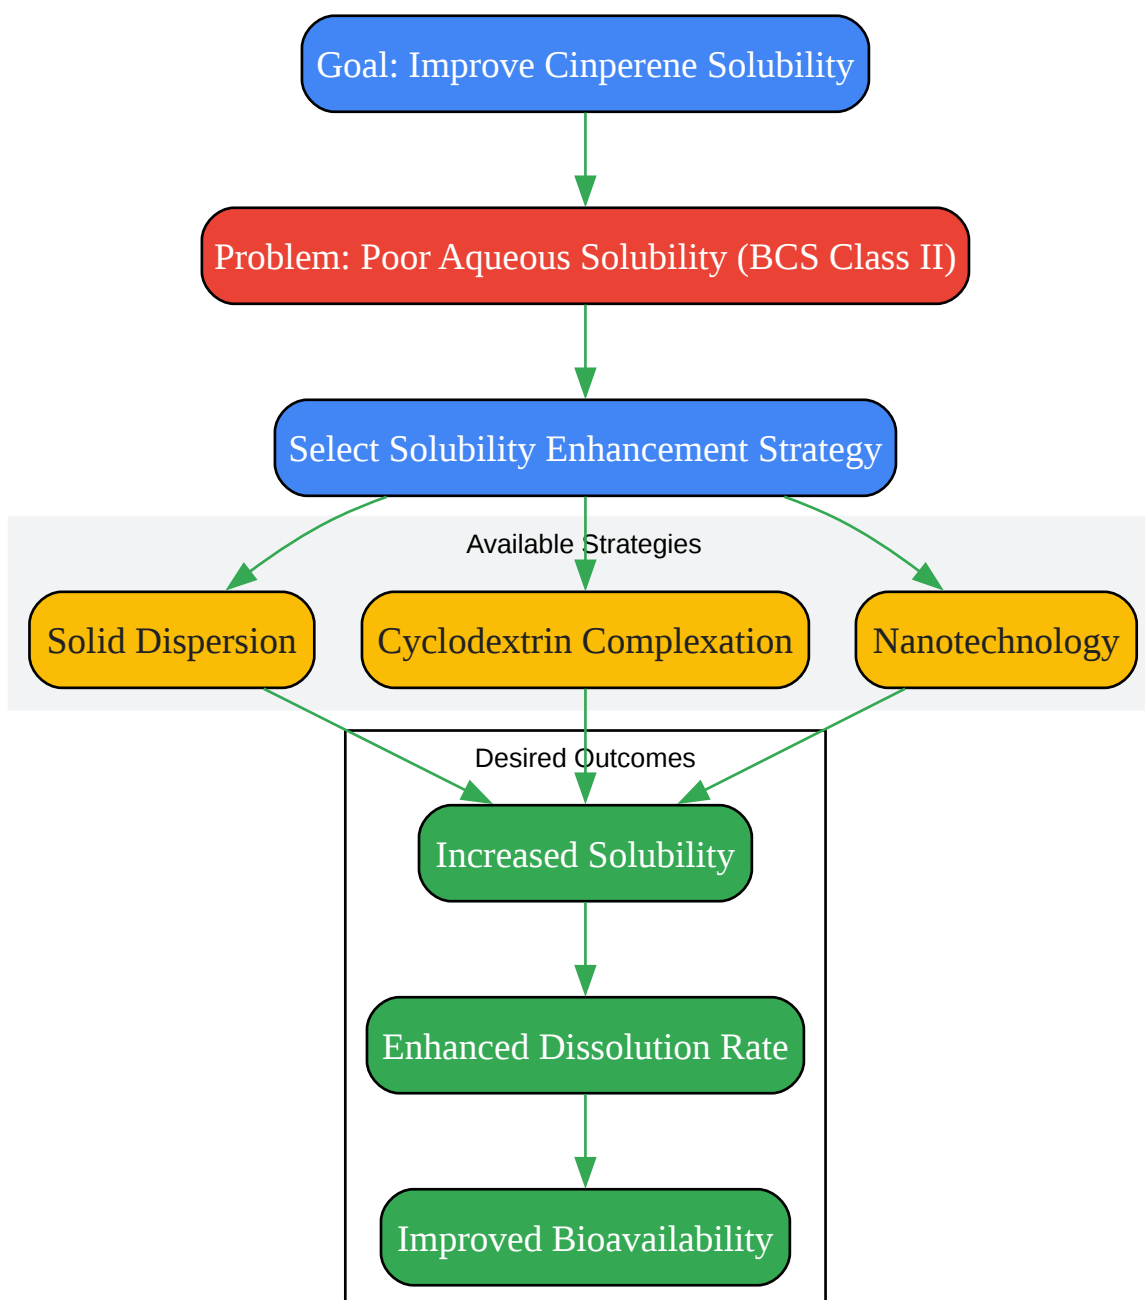 Goal: Improve Cinperene Solubility
Problem: Poor Aqueous Solubility (BCS Class II)
Select Solubility Enhancement Strategy
Available Strategies
Solid Dispersion
Cyclodextrin Complexation
Nanotechnology
Desired Outcomes
Increased Solubility
Enhanced Dissolution Rate
Improved Bioavailability